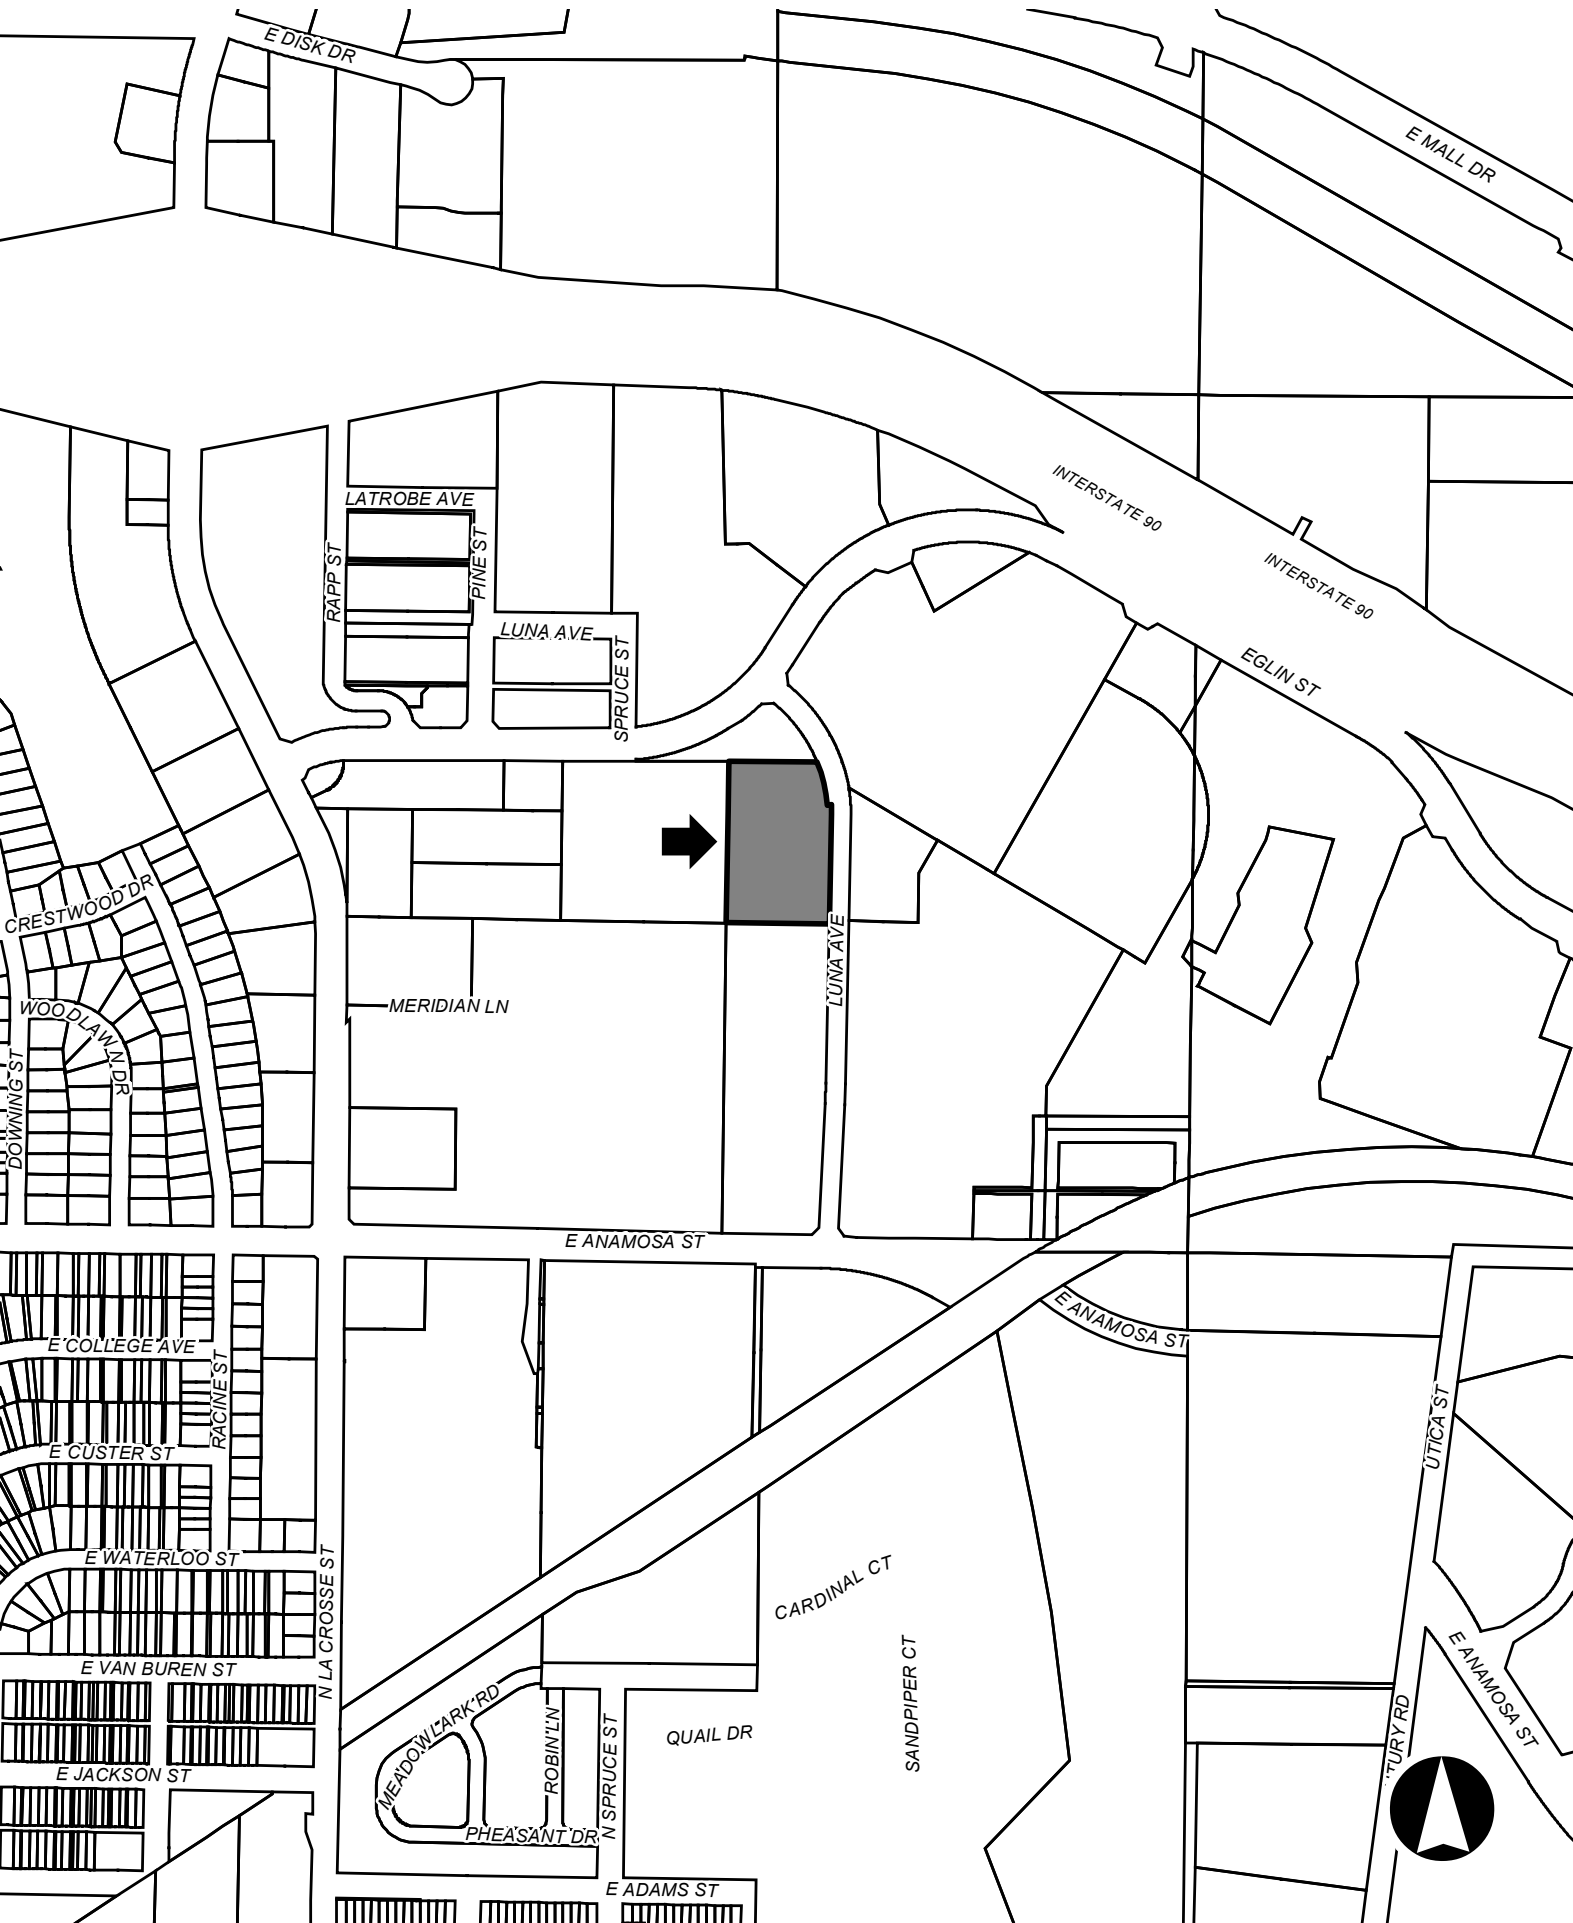 E DISK DR
E MALL DR
INTERSTATE 90
LATROBE AVE
INTERSTATE 90
RAPP ST
PINE ST
LUNA AVE
SPRUCE ST
EGLIN ST
CRESTWOOD DR
LUNA AVE
MERIDIAN LN
WOODLAWN DR
DOWNING ST
E ANAMOSA ST
E ANAMOSA ST
E COLLEGE AVE
RACINE ST
UTICA ST
E CUSTER ST
E WATERLOO ST
N LA CROSSE ST
CARDINAL CT
E VAN BUREN ST
SANDPIPER CT
E ANAMOSA ST
MEADOWLARK RD
ROBIN LN
N SPRUCE ST
QUAIL DR
TURY RD
E JACKSON ST
PHEASANT DR
E ADAMS ST